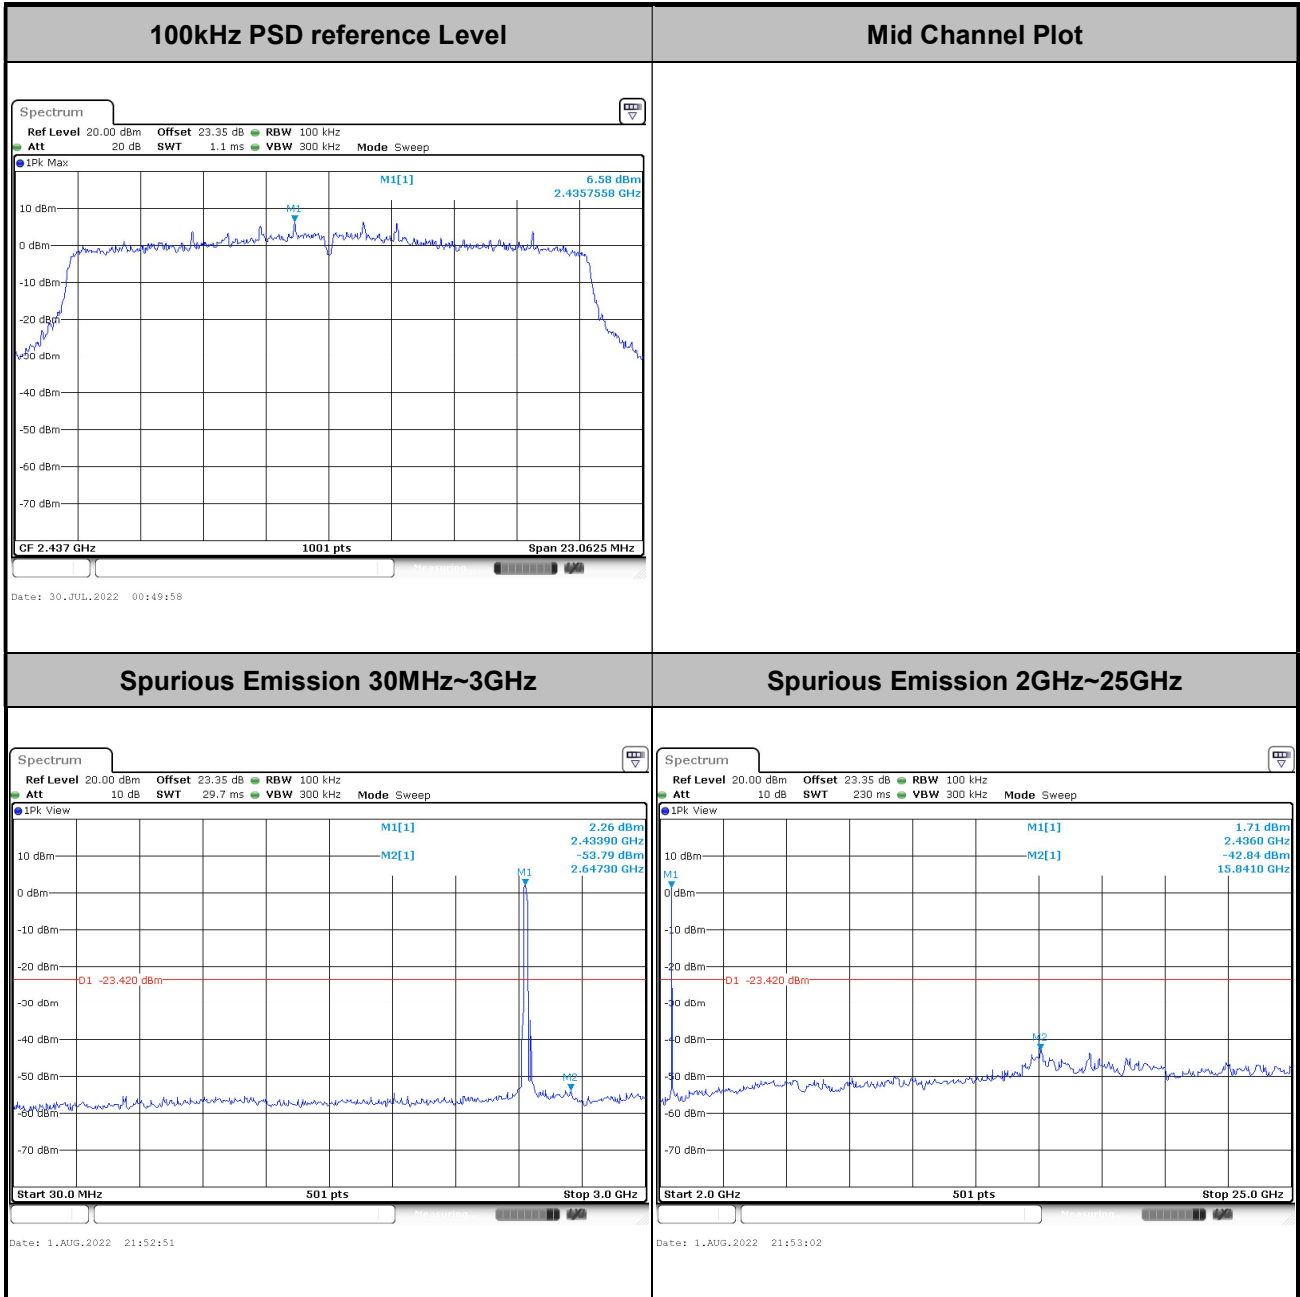 100kHz PSD reference Level
Mid Channel Plot
Spectrum
Ref Level 20.00 dBm Offset 23.35 dB RBW 100 kHz
Att 20 dB SWT 1.1 ms VBW 300 kHz Mode Sweep
1Pk Max
M1[1] 6.58 dBm
2.4357558 GHz
10 dBm
M1
0 dBm
-10 dBm
-20 dBm
-30 dBm
-40 dBm
-50 dBm
-60 dBm
-70 dBm
CF 2.437 GHz 1001 pts Span 23.0625 MHz
Measuring
Date: 30.JUL.2022 00:49:58
Spurious Emission 30MHz~3GHz
Spurious Emission 2GHz~25GHz
Spectrum
Ref Level 20.00 dBm Offset 23.35 dB RBW 100 kHz
Att 10 dB SWT 29.7 ms VBW 300 kHz Mode Sweep
1Pk View
M1[1] 2.26 dBm
2.43390 GHz
10 dBm M2[1] -53.79 dBm
2.64730 GHz
M1
0 dBm
-10 dBm
-20 dBm
D1 -23.420 dBm
-30 dBm
-40 dBm
-50 dBm
M2
-60 dBm
-70 dBm
Start 30.0 MHz 501 pts Stop 3.0 GHz
Measuring
Date: 1.AUG.2022 21:52:51
Spectrum
Ref Level 20.00 dBm Offset 23.35 dB RBW 100 kHz
Att 10 dB SWT 230 ms VBW 300 kHz Mode Sweep
1Pk View
M1[1] 1.71 dBm
2.4360 GHz
10 dBm M2[1] -42.84 dBm
15.8410 GHz
M1
0 dBm
-10 dBm
-20 dBm
D1 -23.420 dBm
-30 dBm
M2
-40 dBm
-50 dBm
-60 dBm
-70 dBm
Start 2.0 GHz 501 pts Stop 25.0 GHz
Measuring
Date: 1.AUG.2022 21:53:02